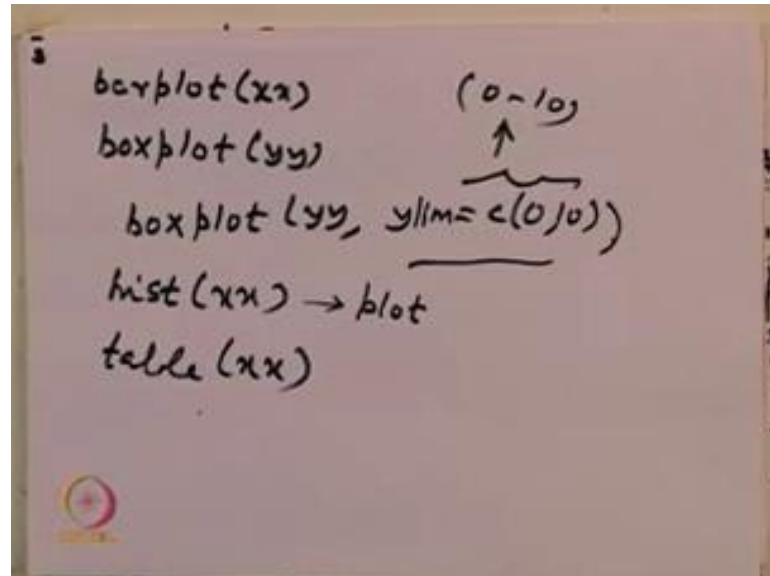 barplot(xx)
(0-10)
boxplot(yy)
boxplot(yy, ylim=c(0,10))
hist(xx) → plot
table(xx)